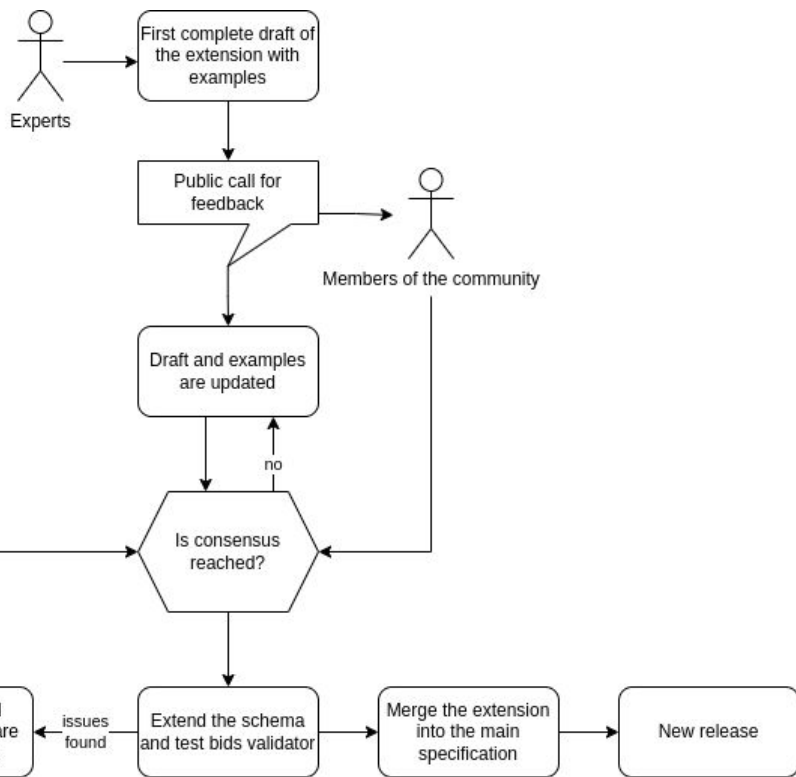 First complete draft of
the extension with
examples
Experts
Public call for
feedback
Members of the community
Draft and examples
are updated
no
Is consensus
reached?
are
issues
found
Extend the schema
and test bids validator
Merge the extension
into the main
specification
New release